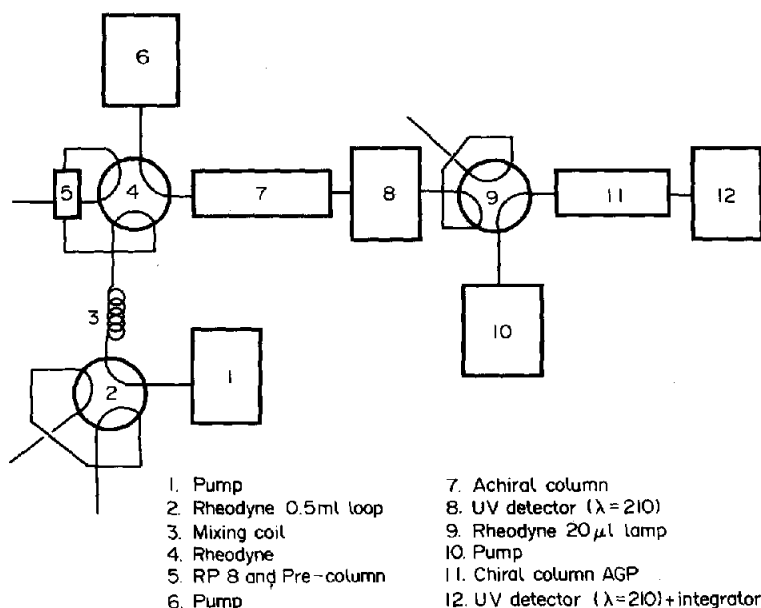 6
5
4
7
8
9
11
12
3
10
2
1
1. Pump
2. Rheodyne 0.5ml loop
3. Mixing coil
4. Rheodyne
5. RP 8 and Pre-column
6. Pump
7. Achiral column
8. UV detector (λ=210)
9. Rheodyne 20µl lamp
10. Pump
11. Chiral column AGP
12. UV detector (λ=210)+integrator